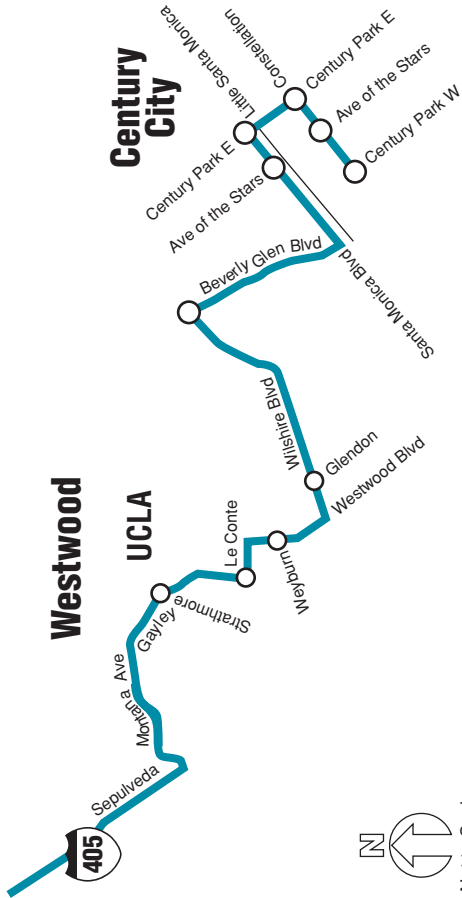 Westwood
UCLA
Century
City
405
Sepulveda
Montana Ave
Gayley
Strathmore
Le Conte
Weyburn
Westwood Blvd
Glendon
Wilshire Blvd
Beverly Glen Blvd
Santa Monica Blvd
Ave of the Stars
Century Park E
Little Santa Monica
Constellation
Century Park E
Ave of the Stars
Century Park W
N